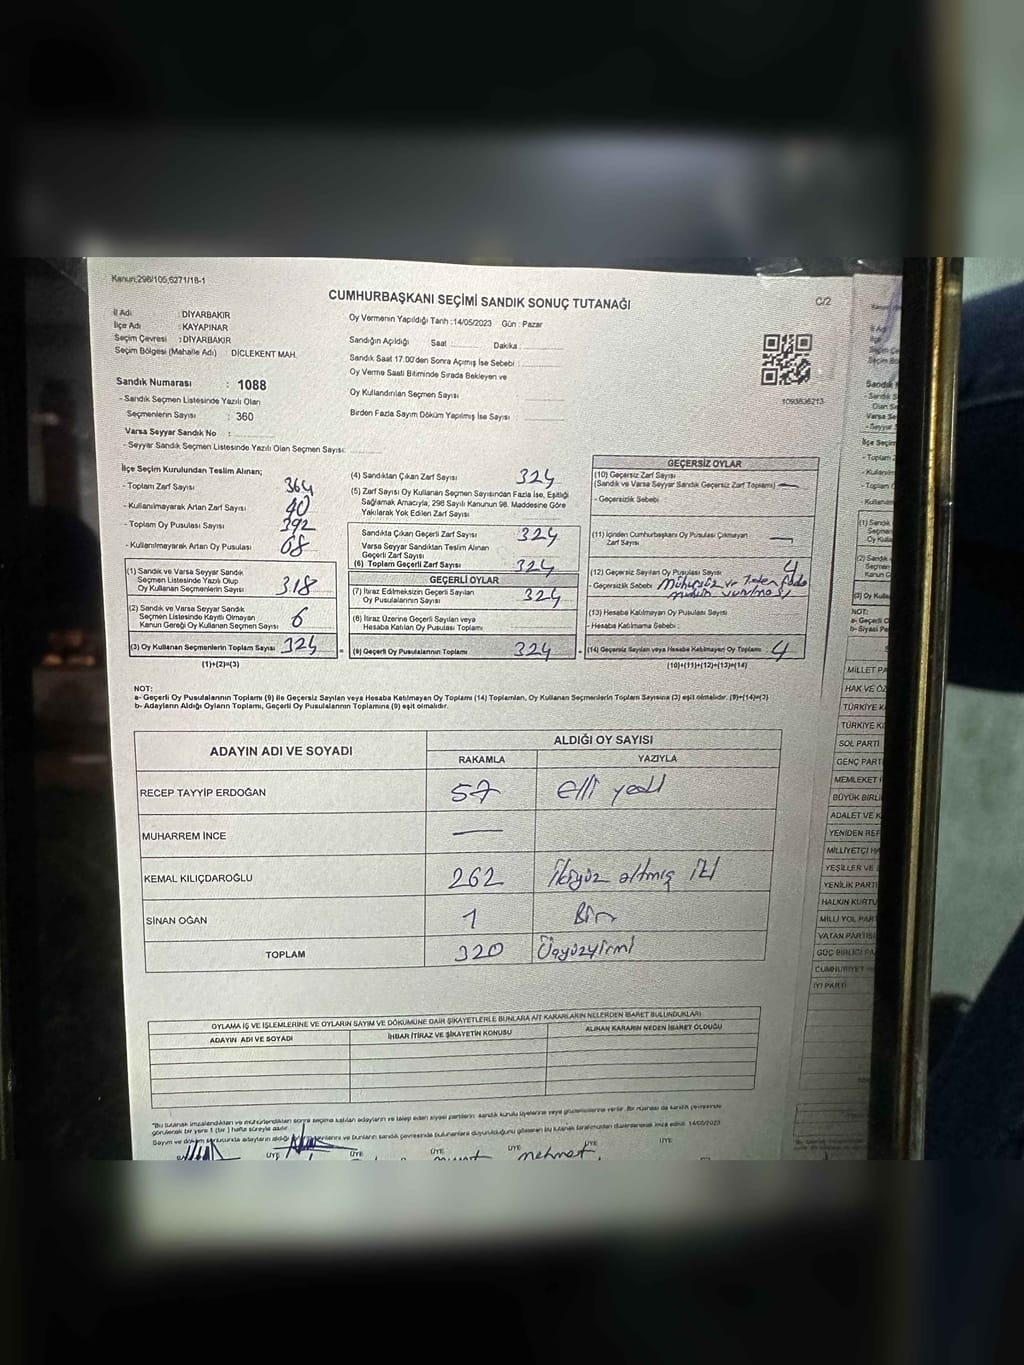 Kanun:298/105,6271/18-1
CUMHURBAŞKANI SEÇİMİ SANDIK SONUÇ TUTANAĞI
C/2
İl Adı : DİYARBAKIR
İlçe Adı : KAYAPINAR
Seçim Çevresi : DİYARBAKIR
Seçim Bölgesi (Mahalle Adı) : DİCLEKENT MAH.
Oy Vermenin Yapıldığı Tarih :14/05/2023 Gün : Pazar
Sandığın Açıldığı Saat Dakika :
Sandık Saat 17:00'den Sonra Açılmış İse Sebebi :
Oy Verme Saati Bitiminde Sırada Bekleyen ve
Oy Kullandırılan Seçmen Sayısı
Birden Fazla Sayım Döküm Yapılmış İse Sayısı :
1093836213
Sandık Numarası : 1088
- Sandık Seçmen Listesinde Yazılı Olan
Seçmenlerin Sayısı : 360
Varsa Seyyar Sandık No :
- Seyyar Sandık Seçmen Listesinde Yazılı Olan Seçmen Sayısı:
İlçe Seçim Kurulundan Teslim Alınan;
- Toplam Zarf Sayısı 364
- Kullanılmayarak Artan Zarf Sayısı 40
- Toplam Oy Pusulası Sayısı 392
- Kullanılmayarak Artan Oy Pusulası 68
(1) Sandık ve Varsa Seyyar Sandık
Seçmen Listesinde Yazılı Olup
Oy Kullanan Seçmenlerin Sayısı 318
(2) Sandık ve Varsa Seyyar Sandık
Seçmen Listesinde Kayıtlı Olmayan
Kanun Gereği Oy Kullanan Seçmen Sayısı 6
(3) Oy Kullanan Seçmenlerin Toplam Sayısı 324
(1)+(2)=(3)
(4) Sandıktan Çıkan Zarf Sayısı 324
(5) Zarf Sayısı Oy Kullanan Seçmen Sayısından Fazla İse, Eşitliği
Sağlamak Amacıyla, 298 Sayılı Kanunun 98. Maddesine Göre
Yakılarak Yok Edilen Zarf Sayısı
Sandıkta Çıkan Geçerli Zarf Sayısı 324
Varsa Seyyar Sandıktan Teslim Alınan
Geçerli Zarf Sayısı
(6) Toplam Geçerli Zarf Sayısı 324
GEÇERLİ OYLAR
(7) İtiraz Edilmeksizin Geçerli Sayılan
Oy Pusulalarının Sayısı 324
(8) İtiraz Üzerine Geçerli Sayılan veya
Hesaba Katılan Oy Pusulası Toplamı
(9) Geçerli Oy Pusulalarının Toplamı 324
GEÇERSİZ OYLAR
(10) Geçersiz Zarf Sayısı
(Sandık ve Varsa Seyyar Sandık Geçersiz Zarf Toplamı) —
- Geçersizlik Sebebi
(11) İçinden Cumhurbaşkanı Oy Pusulası Çıkmayan
Zarf Sayısı —
(12) Geçersiz Sayılan Oy Pusulası Sayısı 4
- Geçersizlik Sebebi : Mühürsüz ve
(13) Hesaba Katılmayan Oy Pusulası Sayısı
- Hesaba Katılmama Sebebi :
(14) Geçersiz Sayılan veya Hesaba Katılmayan Oy Toplamı 4
(10)+(11)+(12)+(13)=(14)
NOT:
a- Geçerli Oy Pusulalarının Toplamı (9) ile Geçersiz Sayılan veya Hesaba Katılmayan Oy Toplamı (14) Toplamları, Oy Kullanan Seçmenlerin Toplam Sayısına (3) eşit olmalıdır. (9)+(14)=(3)
b- Adayların Aldığı Oyların Toplamı, Geçerli Oy Pusulalarının Toplamına (9) eşit olmalıdır.
ADAYIN ADI VE SOYADI
ALDIĞI OY SAYISI
RAKAMLA YAZIYLA
RECEP TAYYİP ERDOĞAN 57 elli yedi
MUHARREM İNCE —
KEMAL KILIÇDAROĞLU 262 İkiyüz altmış iki
SİNAN OĞAN 1 Bir
TOPLAM 320 Üçyüzyirmi
OYLAMA İŞ VE İŞLEMLERİNE VE OYLARIN SAYIM VE DÖKÜMÜNE DAİR ŞİKAYETLERLE BUNLARA AİT KARARLARIN NELERDEN İBARET BULUNDUKLARI
ADAYIN ADI VE SOYADI
İHBAR İTİRAZ VE ŞİKAYETİN KONUSU
ALINAN KARARIN NEDEN İBARET OLDUĞU
ÜYE
ÜYE
ÜYE
ÜYE mehmet
ÜYE
ÜYE
MİLLET PA
HAK VE Ö
TÜRKİYE K
TÜRKİYE K
SOL PARTİ
GENÇ PART
MEMLEKET
BÜYÜK BİRLİ
ADALET VE K
YENİDEN REF
MİLLİYETÇİ HA
YEŞİLLER VE
YENİLİK PARTİ
HALKIN KURTU
MİLLİ YOL PAR
VATAN PARTİSİ
GÜÇ BİRLİĞİ PA
CUMHURİYET
İYİ PARTİ